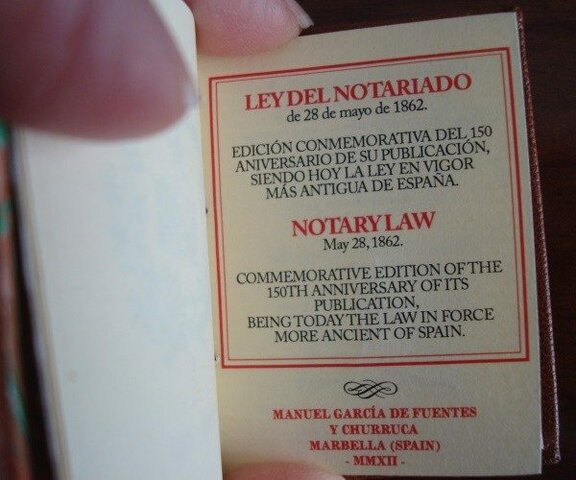 LEY DEL NOTARIADO
de 28 de mayo de 1862.
EDICIÓN CONMEMORATIVA DEL 150
ANIVERSARIO DE SU PUBLICACIÓN,
SIENDO HOY LA LEY EN VIGOR
MÁS ANTIGUA DE ESPAÑA.
NOTARY LAW
May 28, 1862.
COMMEMORATIVE EDITION OF THE
150TH ANNIVERSARY OF ITS
PUBLICATION,
BEING TODAY THE LAW IN FORCE
MORE ANCIENT OF SPAIN.
MANUEL GARCÍA DE FUENTES
Y CHURRUCA
MARBELLA (SPAIN)
- MMXII -